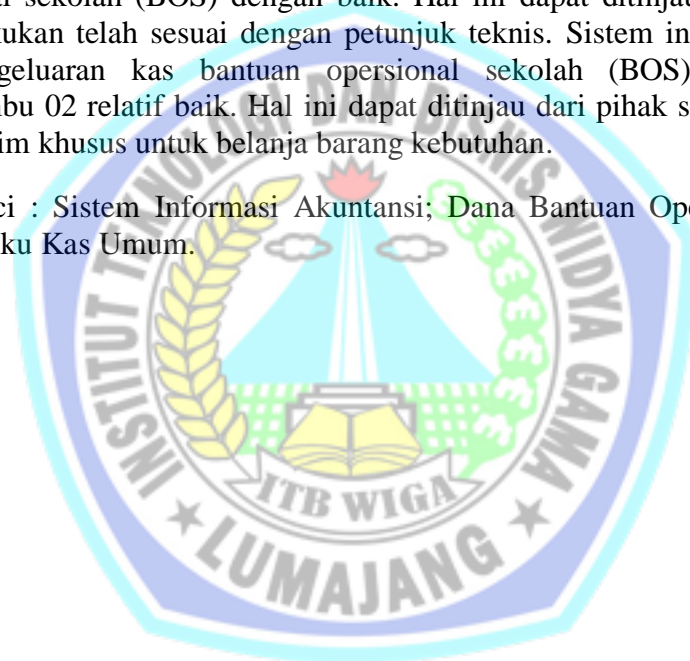 sekolah (BOS) dengan baik. Hal ini dapat ditinjau
ukan telah sesuai dengan petunjuk teknis. Sistem in
geluaran kas bantuan opersional sekolah (BOS)
bu 02 relatif baik. Hal ini dapat ditinjau dari pihak s
im khusus untuk belanja barang kebutuhan.
ci : Sistem Informasi Akuntansi; Dana Bantuan Ope
ku Kas Umum.
INSTITUT TEKNOLOGI DAN BISNIS WIDYA GAMA
ITB WIGA
LUMAJANG